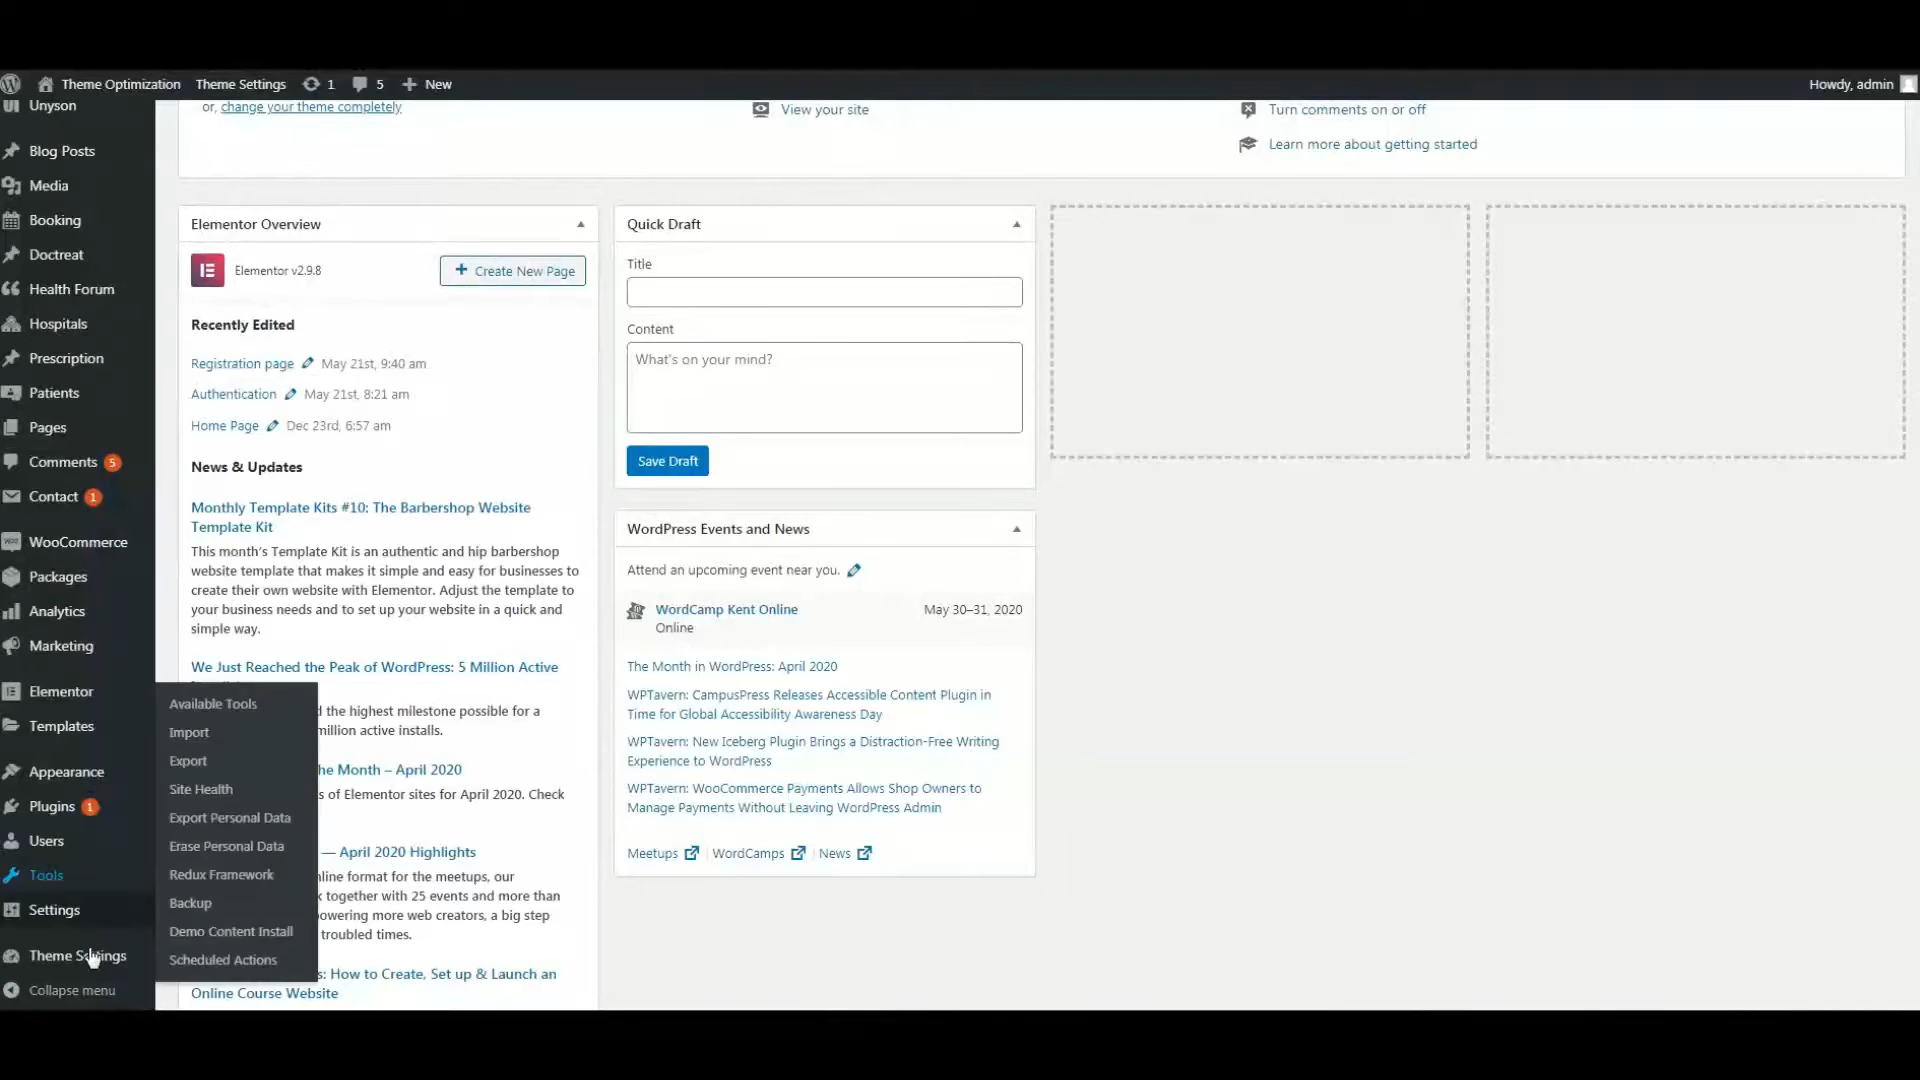 Theme Optimization
Theme Settings
1
5
New
Howdy, admin
Unyson
Blog Posts
Media
Booking
Doctreat
Health Forum
Hospitals
Prescription
Patients
Pages
Comments 5
Contact 1
WooCommerce
Packages
Analytics
Marketing
Elementor
Templates
Appearance
Plugins 1
Users
Tools
Settings
Theme Settings
Collapse menu
Available Tools
Import
Export
Site Health
Export Personal Data
Erase Personal Data
Redux Framework
Backup
Demo Content Install
Scheduled Actions
or, change your theme completely
View your site
Turn comments on or off
Learn more about getting started
Elementor Overview
Elementor v2.9.8
Create New Page
Recently Edited
Registration page May 21st, 9:40 am
Authentication May 21st, 8:21 am
Home Page Dec 23rd, 6:57 am
News & Updates
Monthly Template Kits #10: The Barbershop Website
Template Kit
This month's Template Kit is an authentic and hip barbershop
website template that makes it simple and easy for businesses to
create their own website with Elementor. Adjust the template to
your business needs and to set up your website in a quick and
simple way.
We Just Reached the Peak of WordPress: 5 Million Active
the highest milestone possible for a
million active installs.
the Month – April 2020
s of Elementor sites for April 2020. Check
— April 2020 Highlights
nline format for the meetups, our
together with 25 events and more than
powering more web creators, a big step
troubled times.
s: How to Create, Set up & Launch an
Online Course Website
Quick Draft
Title
Content
What's on your mind?
Save Draft
WordPress Events and News
Attend an upcoming event near you.
WordCamp Kent Online May 30–31, 2020
Online
The Month in WordPress: April 2020
WPTavern: CampusPress Releases Accessible Content Plugin in
Time for Global Accessibility Awareness Day
WPTavern: New Iceberg Plugin Brings a Distraction-Free Writing
Experience to WordPress
WPTavern: WooCommerce Payments Allows Shop Owners to
Manage Payments Without Leaving WordPress Admin
Meetups | WordCamps | News